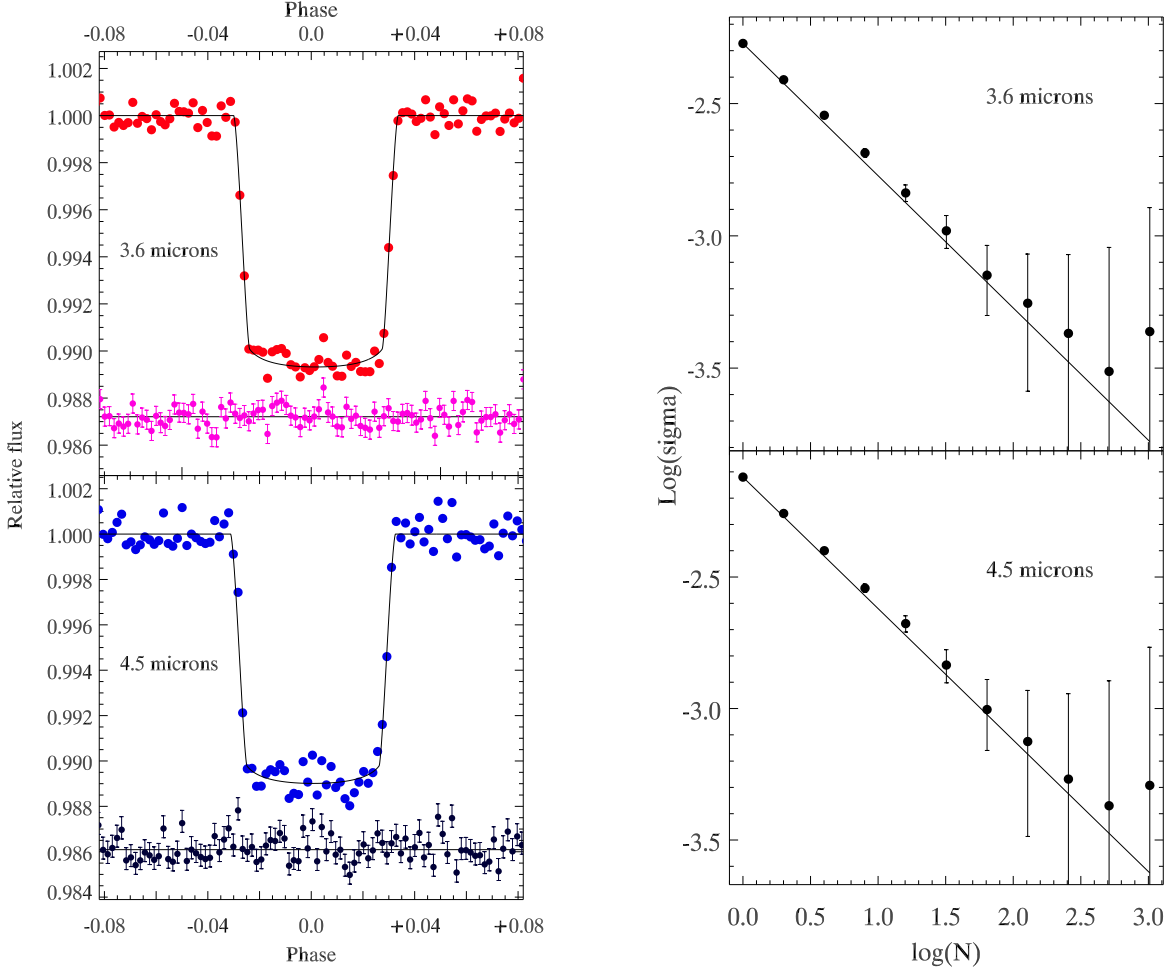 Phase
-0.08 -0.04 0.0 +0.04 +0.08
1.002
1.000
0.998
0.996
0.994
0.992
0.990
0.988
0.986
3.6 microns
Relative flux
1.002
1.000
0.998
0.996
0.994
0.992
0.990
0.988
0.986
0.984
4.5 microns
-0.08 -0.04 0.0 +0.04 +0.08
Phase
-2.5
-3.0
-3.5
3.6 microns
Log(sigma)
-2.5
-3.0
-3.5
4.5 microns
0.0 0.5 1.0 1.5 2.0 2.5 3.0
log(N)